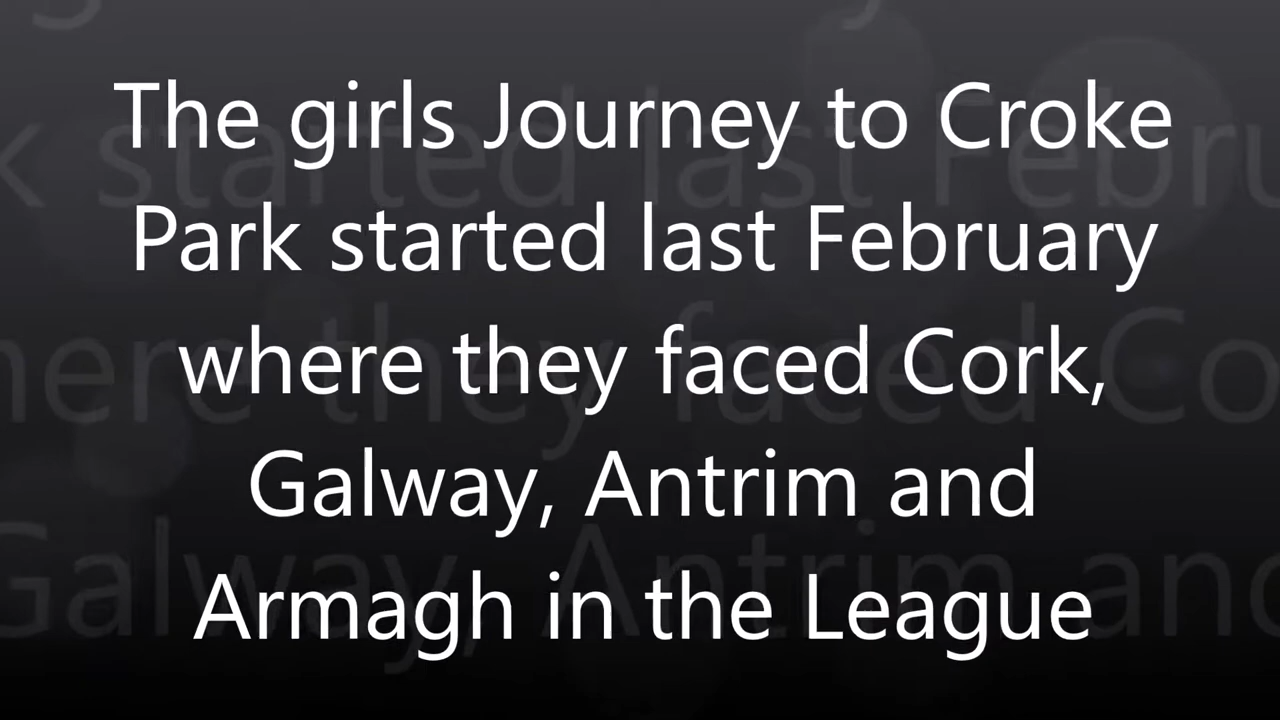 The girls Journey to Croke
Park started last February
where they faced Cork,
Galway, Antrim and
Armagh in the League